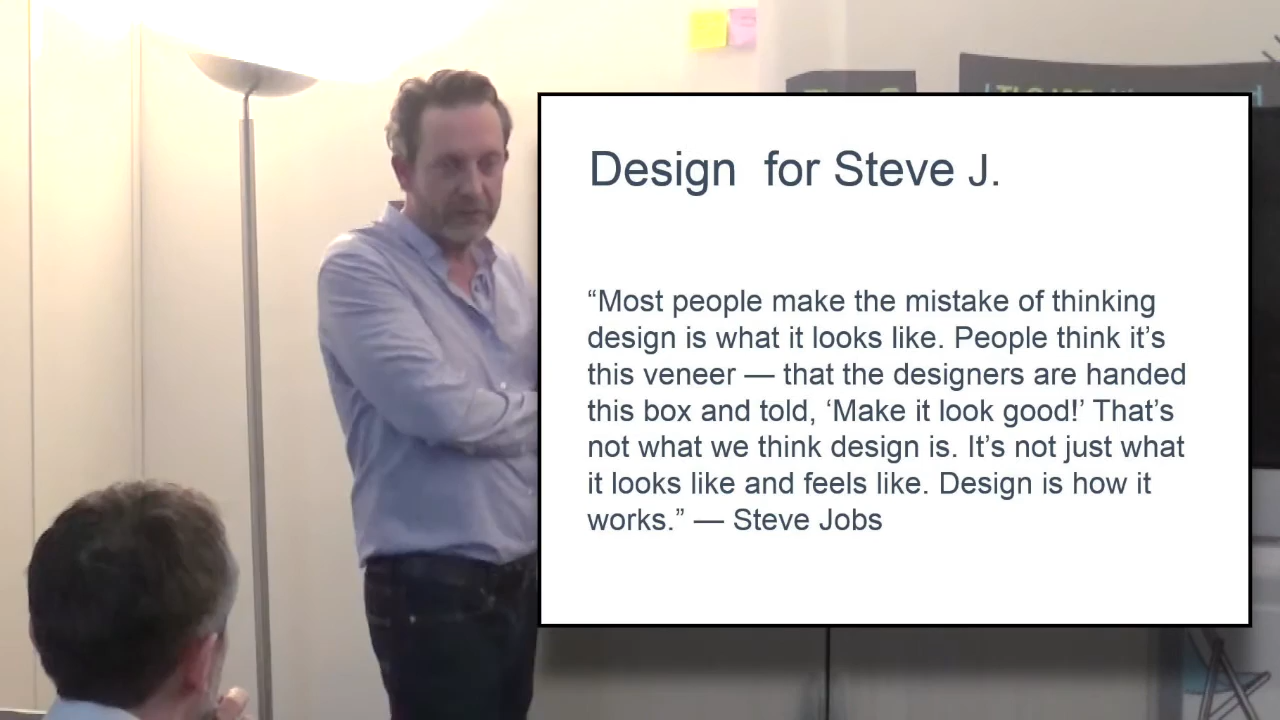 Design  for Steve J.
“Most people make the mistake of thinking
design is what it looks like. People think it’s
this veneer — that the designers are handed
this box and told, ‘Make it look good!’ That’s
not what we think design is. It’s not just what
it looks like and feels like. Design is how it
works.” — Steve Jobs